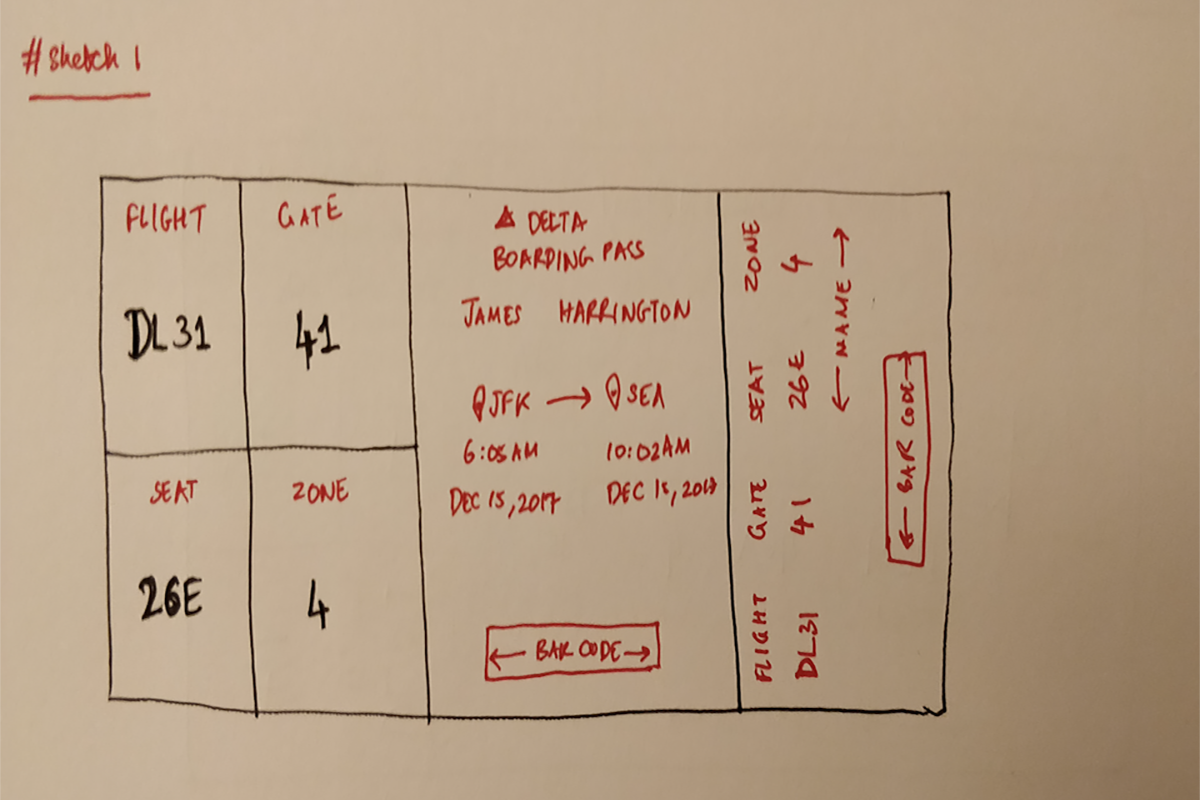 #Sketch 1
FLIGHT
DL31
GATE
41
SEAT
26E
ZONE
4
DELTA
BOARDING PASS
JAMES HARRINGTON
JFK → SEA
6:05AM 10:02AM
DEC 15, 2017 DEC 15, 2017
← BAR CODE →
FLIGHT GATE SEAT ZONE
DL31 41 26E 4
← NAME →
← BAR CODE →